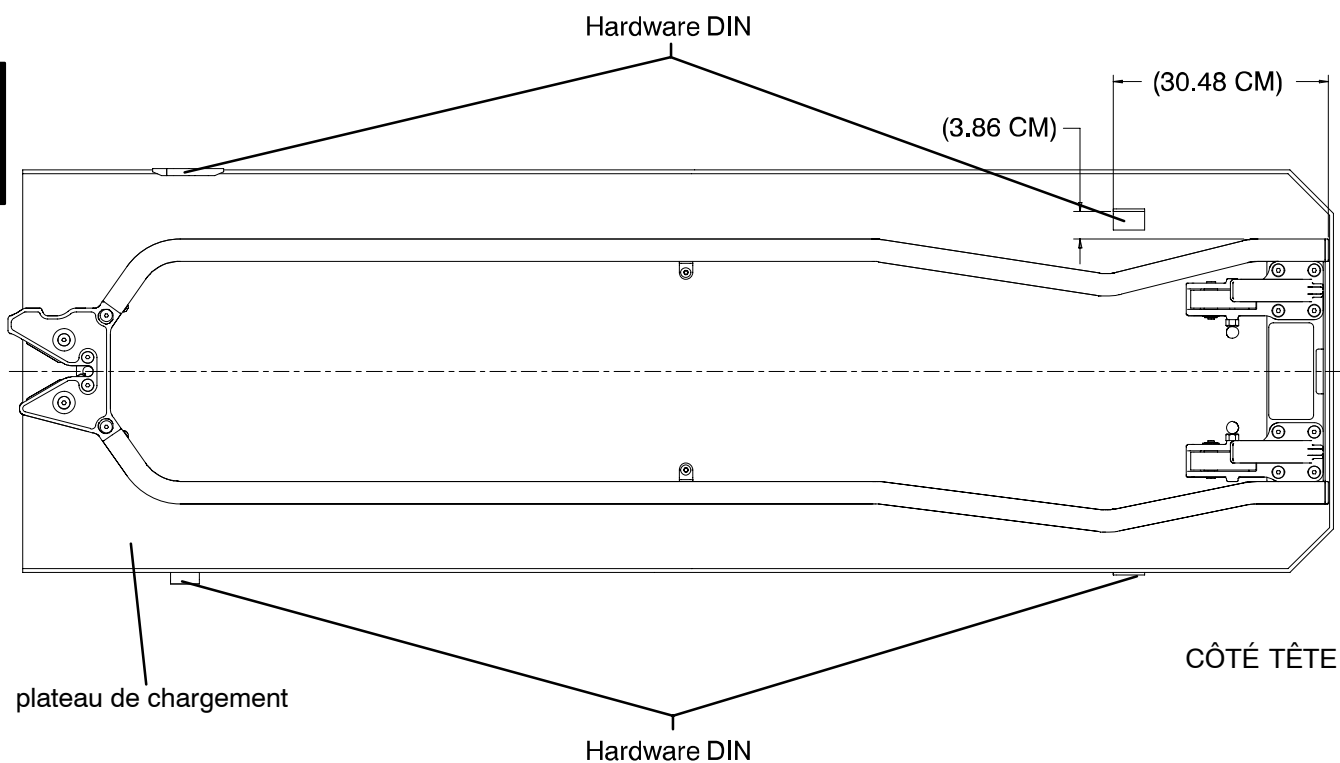 Hardware DIN
(30.48 CM)
(3.86 CM)
CÔTÉ TÊTE
plateau de chargement
Hardware DIN